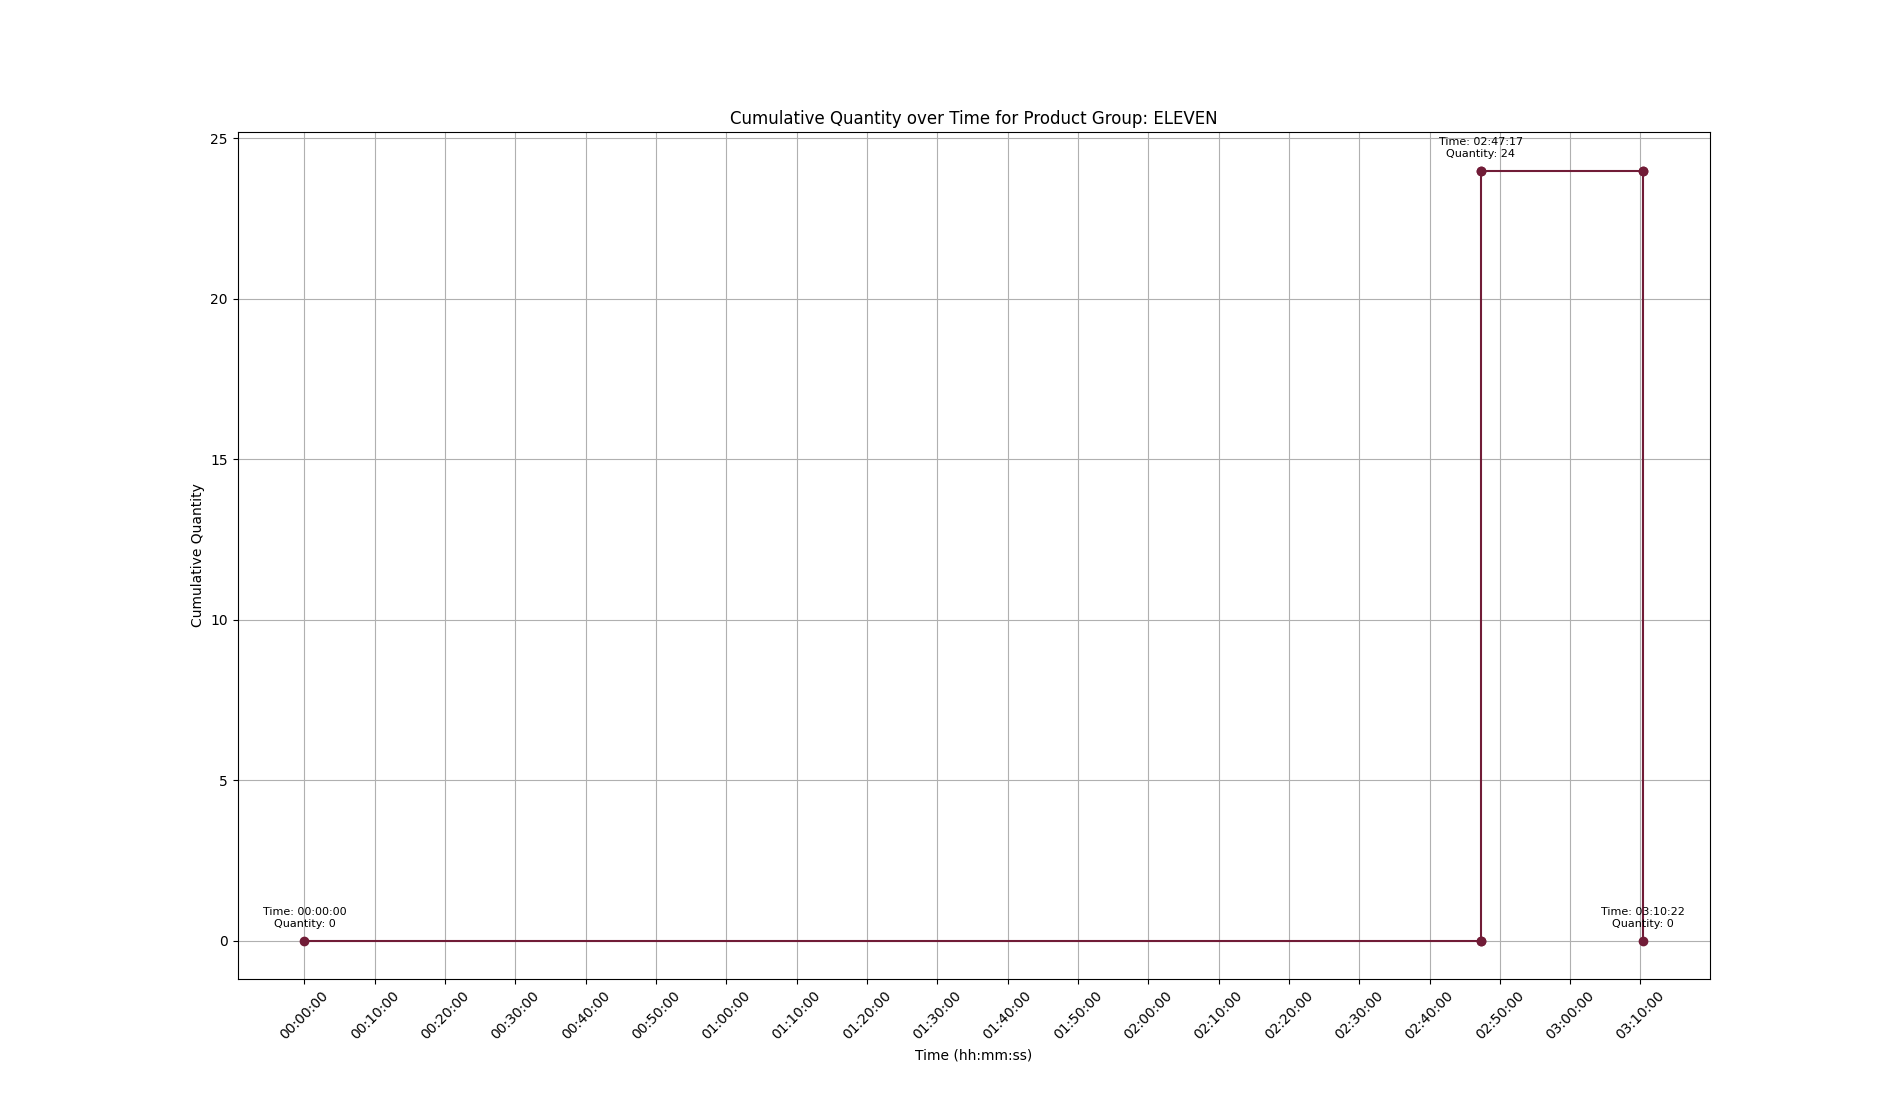 Cumulative Quantity over Time for Product Group: ELEVEN
Cumulative Quantity
25
20
15
10
5
0
Time: 02:47:17
Quantity: 24
Time: 00:00:00
Quantity: 0
Time: 03:10:22
Quantity: 0
00:00:00
00:10:00
00:20:00
00:30:00
00:40:00
00:50:00
01:00:00
01:10:00
01:20:00
01:30:00
01:40:00
01:50:00
02:00:00
02:10:00
02:20:00
02:30:00
02:40:00
02:50:00
03:00:00
03:10:00
Time (hh:mm:ss)